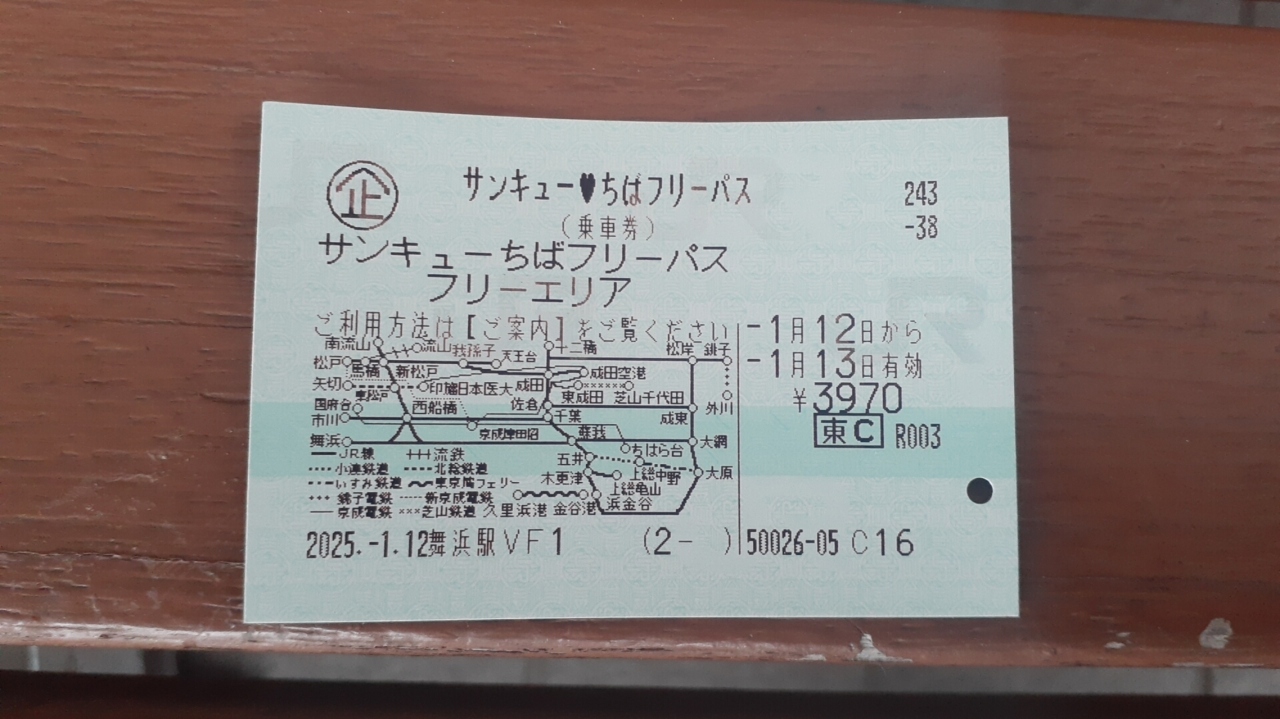 企
サンキュー♥ちばフリーパス
243
(乗車券)
-38
サンキューちばフリーパス
フリーエリア
ご利用方法は【ご案内】をご覧ください
-1月12日から
-1月13日有効
¥3970
東C R003
南流山 流山 我孫子 天王台 十二橋 松岸 銚子
松戸 馬橋 新松戸 成田空港
矢切 東松戸 印旛日本医大 成田 東成田 芝山千代田
国府台 西船橋 佐倉 外川
市川 京成津田沼 千葉 成東
舞浜 蘇我 ちはら台 大網
JR線 流鉄 五井 上総中野 大原
小湊鉄道 北総鉄道 木更津
いすみ鉄道 東京湾フェリー 上総亀山
銚子電鉄 新京成電鉄
京成電鉄 芝山鉄道 久里浜港 金谷港 浜金谷
2025.-1.12舞浜駅VF1 (2- ) 50026-05 C16